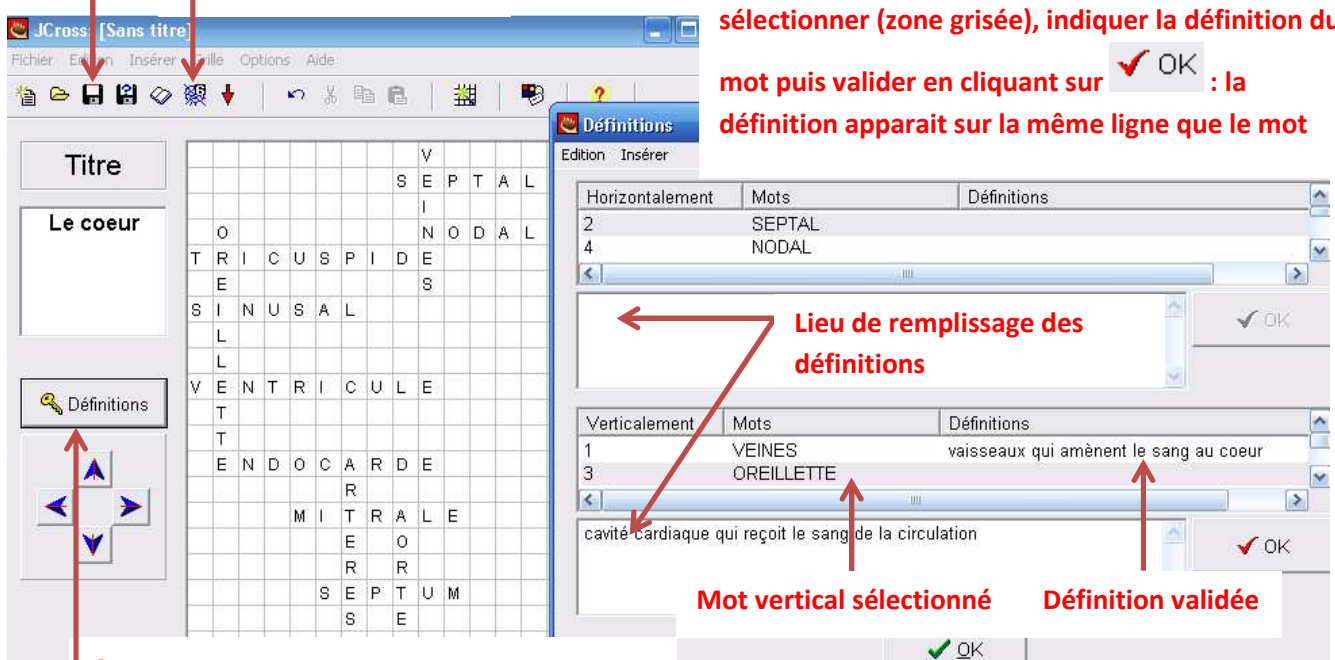 JCross: [Sans titre]
sélectionner (zone grisée), indiquer la définition du
mot puis valider en cliquant sur OK : la
définition apparait sur la même ligne que le mot
Fichier Edition Insérer Grille Options Aide
Titre
Le coeur
Définitions
V
S E P T A L
I
O N O D A L
T R I C U S P I D E
E S
S I N U S A L
L
L
V E N T R I C U L E
T
T
E N D O C A R D E
R
M I T R A L E
E O
R R
S E P T U M
S E
Définitions
Edition Insérer
Horizontalement Mots Définitions
2 SEPTAL
4 NODAL
Lieu de remplissage des
définitions
OK
Verticalement Mots Définitions
1 VEINES vaisseaux qui amènent le sang au coeur
3 OREILLETTE
cavité cardiaque qui reçoit le sang de la circulation
OK
Mot vertical sélectionné
Définition validée
OK